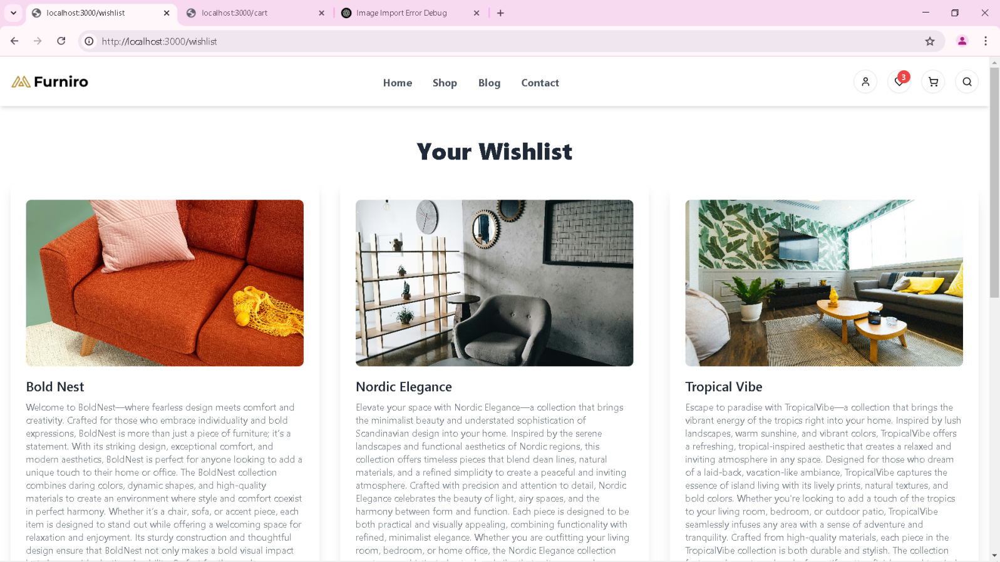 localhost:3000/wishlist
localhost:3000/cart
Image Import Error Debug
http://localhost:3000/wishlist
Furniro
Home
Shop
Blog
Contact
3
Your Wishlist
Bold Nest
Welcome to BoldNest—where fearless design meets comfort and
creativity. Crafted for those who embrace individuality and bold
expressions, BoldNest is more than just a piece of furniture; it's a
statement. With its striking design, exceptional comfort, and
modern aesthetics, BoldNest is perfect for anyone looking to add a
unique touch to their home or office. The BoldNest collection
combines daring colors, dynamic shapes, and high-quality
materials to create an environment where style and comfort coexist
in perfect harmony. Whether it's a chair, sofa, or accent piece, each
item is designed to stand out while offering a welcoming space for
relaxation and enjoyment. Its sturdy construction and thoughtful
design ensure that BoldNest not only makes a bold visual impact
Nordic Elegance
Elevate your space with Nordic Elegance—a collection that brings
the minimalist beauty and understated sophistication of
Scandinavian design into your home. Inspired by the serene
landscapes and functional aesthetics of Nordic regions, this
collection offers timeless pieces that blend clean lines, natural
materials, and a refined simplicity to create a peaceful and inviting
atmosphere. Crafted with precision and attention to detail, Nordic
Elegance celebrates the beauty of light, airy spaces, and the
harmony between form and function. Each piece is designed to be
both practical and visually appealing, combining functionality with
refined, minimalist elegance. Whether you are outfitting your living
room, bedroom, or home office, the Nordic Elegance collection
Tropical Vibe
Escape to paradise with TropicalVibe—a collection that brings the
vibrant energy of the tropics right into your home. Inspired by lush
landscapes, warm sunshine, and vibrant colors, TropicalVibe offers
a refreshing, tropical-inspired aesthetic that creates a relaxed and
inviting atmosphere in any space. Designed for those who dream
of a laid-back, vacation-like ambiance, TropicalVibe captures the
essence of island living with its lively prints, natural textures, and
bold colors. Whether you're looking to add a touch of the tropics
to your living room, bedroom, or outdoor patio, TropicalVibe
seamlessly infuses any area with a sense of adventure and
tranquility. Crafted from high-quality materials, each piece in the
TropicalVibe collection is both durable and stylish. The collection